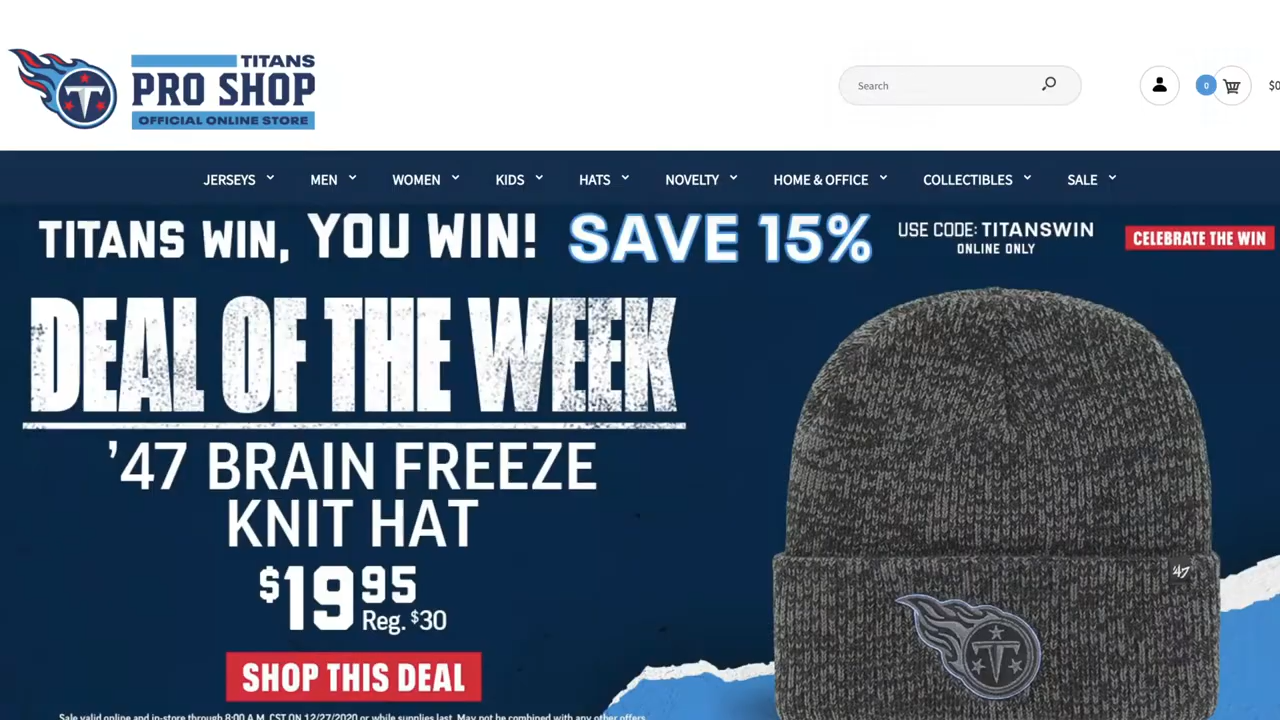 TITANS
PRO SHOP
OFFICIAL ONLINE STORE
Search
0
$0
JERSEYS MEN WOMEN KIDS HATS NOVELTY HOME & OFFICE COLLECTIBLES SALE
TITANS WIN, YOU WIN! SAVE 15% USE CODE: TITANSWIN
ONLINE ONLY
CELEBRATE THE WIN
DEAL OF THE WEEK
'47 BRAIN FREEZE
KNIT HAT
$19 95
Reg. $30
SHOP THIS DEAL
'47
T
Sale valid online and in-store through 8:00 A.M. CST ON 12/27/2020 or while supplies last. May not be combined with any other offers.